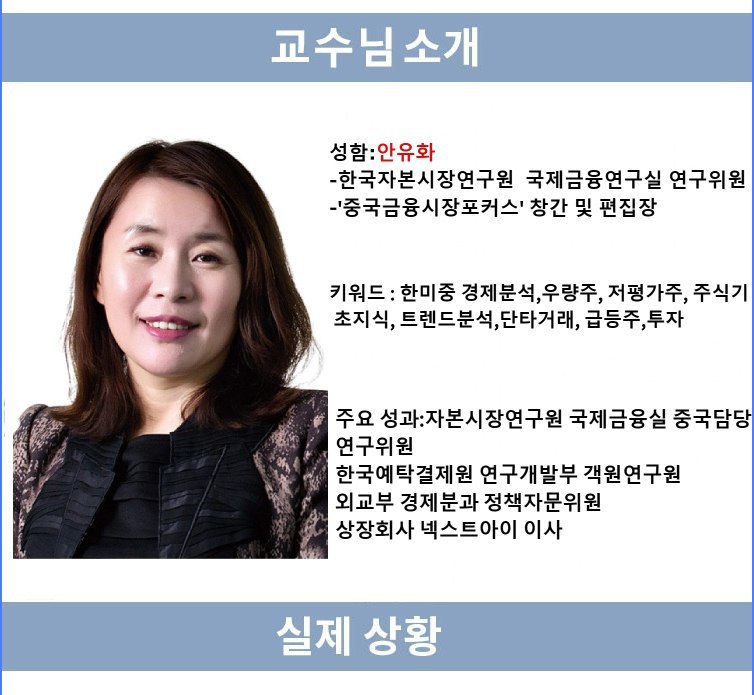 교수님 소개
성함:안유화
-한국자본시장연구원 국제금융연구실 연구위원
-'중국금융시장포커스' 창간 및 편집장
키워드 : 한미중 경제분석,우량주, 저평가주, 주식기
초지식, 트렌드분석,단타거래, 급등주,투자
주요 성과:자본시장연구원 국제금융실 중국담당
연구위원
한국예탁결제원 연구개발부 객원연구원
외교부 경제분과 정책자문위원
상장회사 넥스트아이 이사
실제 상황